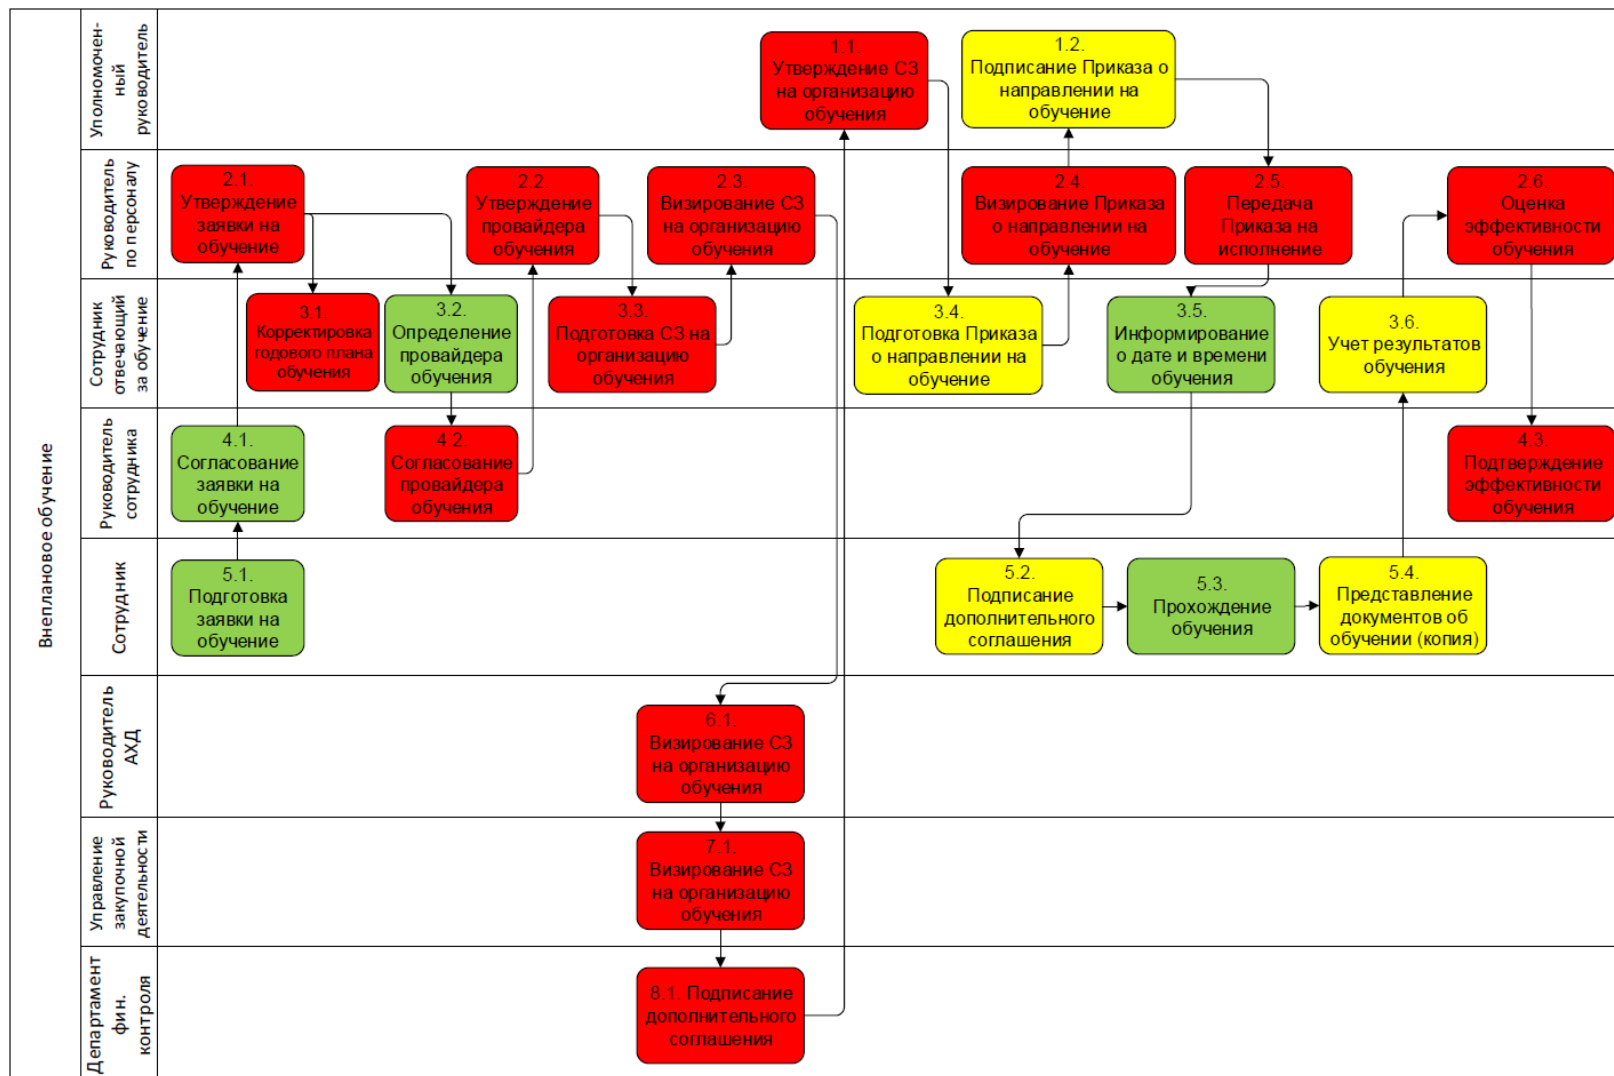 Внеплановое обучение
Уполномочен-
ный
руководитель
1.1.
Утверждение СЗ
на организацию
обучения
1.2.
Подписание Приказа о
направлении на
обучение
Руководитель
по персоналу
2.1.
Утверждение
заявки на
обучение
2.2.
Утверждение
провайдера
обучения
2.3.
Визирование СЗ
на организацию
обучения
2.4.
Визирование Приказа
о направлении на
обучение
2.5.
Передача
Приказа на
исполнение
2.6.
Оценка
эффективности
обучения
Сотрудник
отвечающий
за обучение
3.1.
Корректировка
годового плана
обучения
3.2.
Определение
провайдера
обучения
3.3.
Подготовка СЗ на
организацию
обучения
3.4.
Подготовка Приказа
о направлении на
обучение
3.5.
Информирование
о дате и времени
обучения
3.6.
Учет результатов
обучения
Руководитель
сотрудника
4.1.
Согласование
заявки на
обучение
4.2.
Согласование
провайдера
обучения
4.3.
Подтверждение
эффективности
обучения
Сотрудник
5.1.
Подготовка
заявки на
обучение
5.2.
Подписание
дополнительного
соглашения
5.3.
Прохождение
обучения
5.4.
Представление
документов об
обучении (копия)
Руководитель
АХД
6.1.
Визирование СЗ
на организацию
обучения
Управление
закупочной
деятельности
7.1.
Визирование СЗ
на организацию
обучения
Департамент
фин.
контроля
8.1. Подписание
дополнительного
соглашения